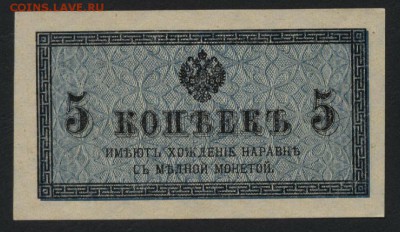 COINS.LAVE.RU
5 КОПѢЕКЪ 5
ИМѢЮТЪ ХОЖДЕНІЕ НАРАВНѢ
СЪ МѢДНОЙ МОНЕТОЙ.